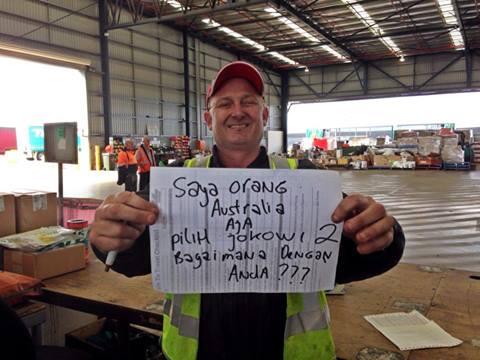 Saya orang
Australia
AjA
pilih jokowi 2
Bagaimana Dengan
Anda ???